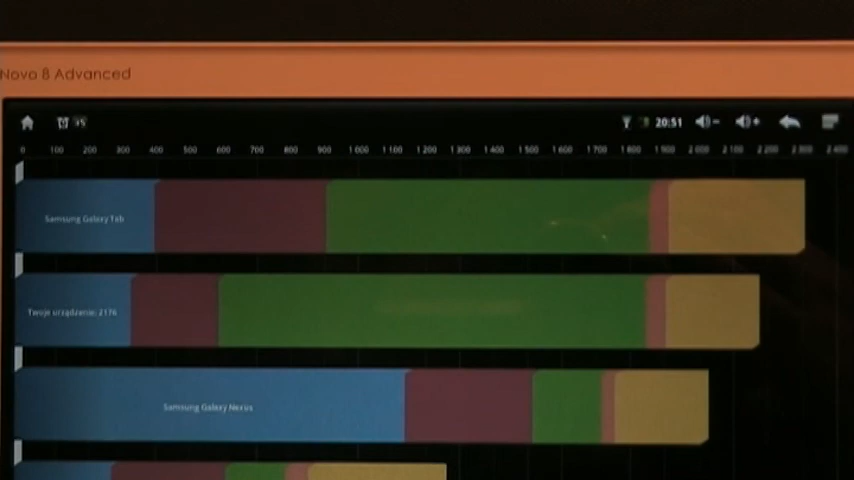 Novo 8 Advanced
20:51
0 100 200 300 400 500 600 700 800 900 1 000 1 100 1 200 1 300 1 400 1 500 1 600 1 700 1 800 1 900 2 000 2 100 2 200 2 300 2 400
Samsung Galaxy Tab
Twoje urządzenie: 2176
Samsung Galaxy Nexus